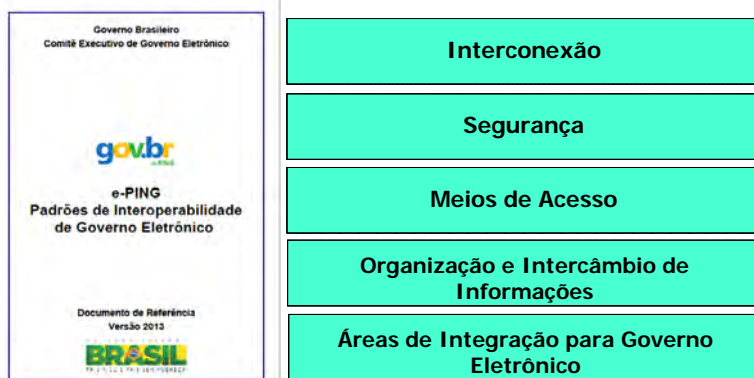 Governo Brasileiro
Comitê Executivo de Governo Eletrônico
gov.br
e-PING
e-PING
Padrões de Interoperabilidade
de Governo Eletrônico
Documento de Referência
Versão 2013
BRASIL
Interconexão
Segurança
Meios de Acesso
Organização e Intercâmbio de
Informações
Áreas de Integração para Governo
Eletrônico